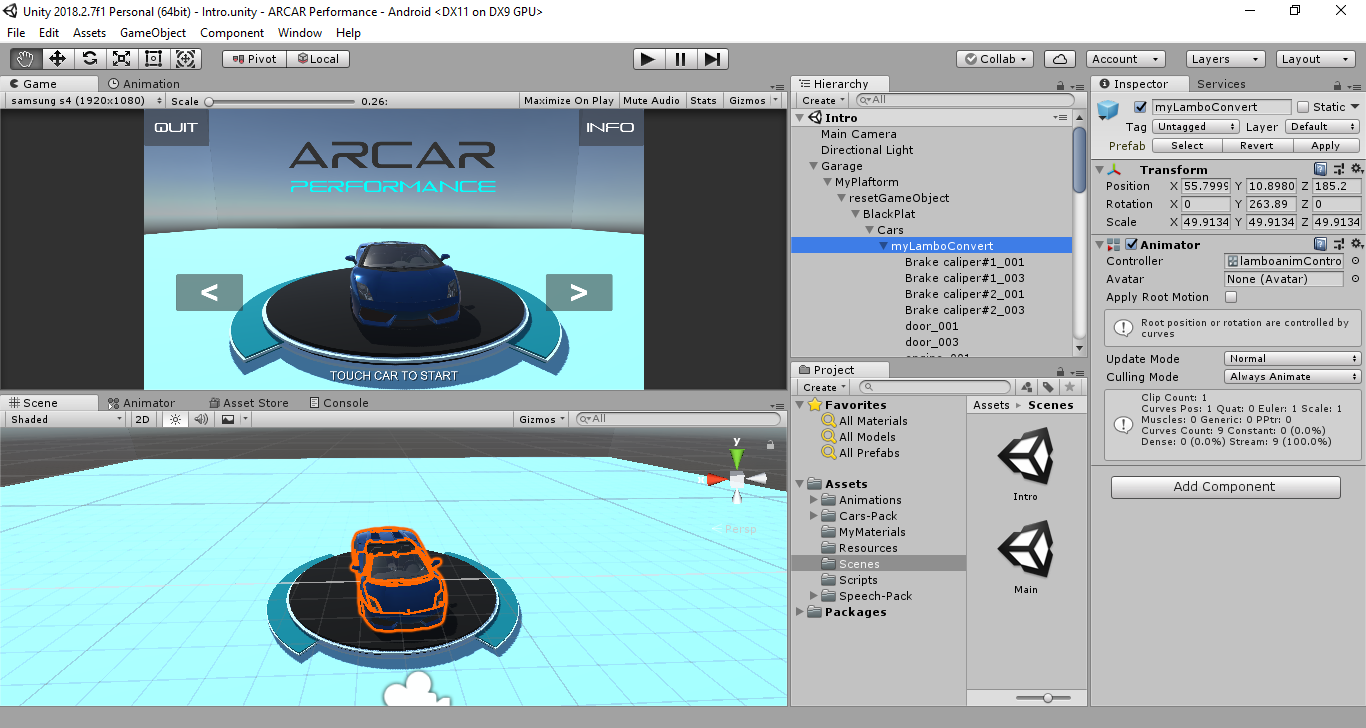 Unity 2018.2.7f1 Personal (64bit) - Intro.unity - ARCAR Performance - Android <DX11 on DX9 GPU>
File Edit Assets GameObject Component Window Help
Pivot Local Collab Account Layers Layout
Game Animation
samsung s4 (1920x1080) Scale 0.26: Maximize On Play Mute Audio Stats Gizmos
QUIT INFO
ARCAR
PERFORMANCE
< >
TOUCH CAR TO START
Scene Animator Asset Store Console
Shaded 2D Gizmos All
y
Persp
Hierarchy
Create All
Intro
Main Camera
Directional Light
Garage
MyPlaftorm
resetGameObject
BlackPlat
Cars
myLamboConvert
Brake caliper#1_001
Brake caliper#1_003
Brake caliper#2_001
Brake caliper#2_003
door_001
door_003
engine_001
Project
Create
Favorites
All Materials
All Models
All Prefabs
Assets
Animations
Cars-Pack
MyMaterials
Resources
Scenes
Scripts
Speech-Pack
Packages
Assets Scenes
Intro
Main
Inspector Services
myLamboConvert Static
Tag Untagged Layer Default
Prefab Select Revert Apply
Transform
Position X 55.7999 Y 10.8980 Z 185.2
Rotation X 0 Y 263.89 Z 0
Scale X 49.9134 Y 49.9134 Z 49.9134
Animator
Controller lamboanimContro
Avatar None (Avatar)
Apply Root Motion
Root position or rotation are controlled by
curves
Update Mode Normal
Culling Mode Always Animate
Clip Count: 1
Curves Pos: 1 Quat: 0 Euler: 1 Scale: 1
Muscles: 0 Generic: 0 PPtr: 0
Curves Count: 9 Constant: 0 (0.0%)
Dense: 0 (0.0%) Stream: 9 (100.0%)
Add Component